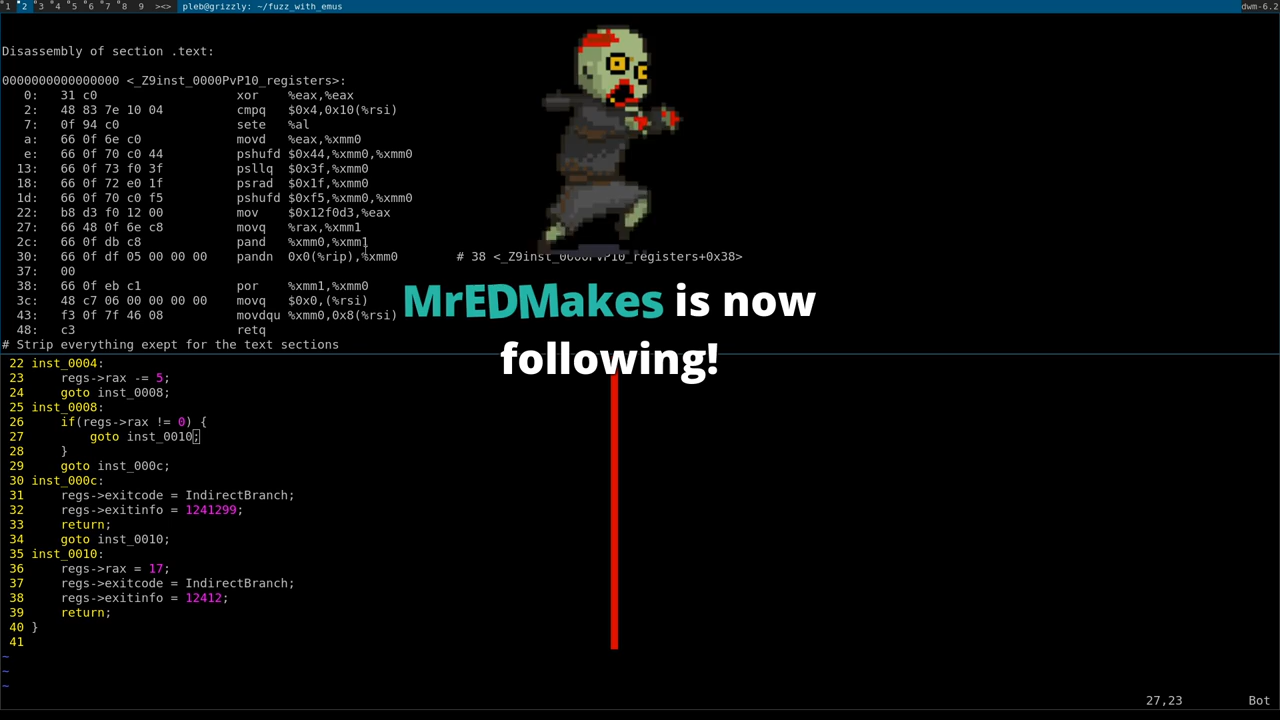 1 2 3 4 5 6 7 8 9 ><> pleb@grizzly: ~/fuzz_with_emus dwm-6.2
Disassembly of section .text:
0000000000000000 <_Z9inst_0000PvP10_registers>:
0: 31 c0 xor %eax,%eax
2: 48 83 7e 10 04 cmpq $0x4,0x10(%rsi)
7: 0f 94 c0 sete %al
a: 66 0f 6e c0 movd %eax,%xmm0
e: 66 0f 70 c0 44 pshufd $0x44,%xmm0,%xmm0
13: 66 0f 73 f0 3f psllq $0x3f,%xmm0
18: 66 0f 72 e0 1f psrad $0x1f,%xmm0
1d: 66 0f 70 c0 f5 pshufd $0xf5,%xmm0,%xmm0
22: b8 d3 f0 12 00 mov $0x12f0d3,%eax
27: 66 48 0f 6e c8 movq %rax,%xmm1
2c: 66 0f db c8 pand %xmm0,%xmm1
30: 66 0f df 05 00 00 00 pandn 0x0(%rip),%xmm0 # 38 <_Z9inst_0000PvP10_registers+0x38>
37: 00
38: 66 0f eb c1 por %xmm1,%xmm0
3c: 48 c7 06 00 00 00 00 movq $0x0,(%rsi)
43: f3 0f 7f 46 08 movdqu %xmm0,0x8(%rsi)
48: c3 retq
# Strip everything exept for the text sections
MrEDMakes is now
following!
22 inst_0004:
23 regs->rax -= 5;
24 goto inst_0008;
25 inst_0008:
26 if(regs->rax != 0) {
27 goto inst_0010;
28 }
29 goto inst_000c;
30 inst_000c:
31 regs->exitcode = IndirectBranch;
32 regs->exitinfo = 1241299;
33 return;
34 goto inst_0010;
35 inst_0010:
36 regs->rax = 17;
37 regs->exitcode = IndirectBranch;
38 regs->exitinfo = 12412;
39 return;
40 }
41
~
~
~
27,23 Bot